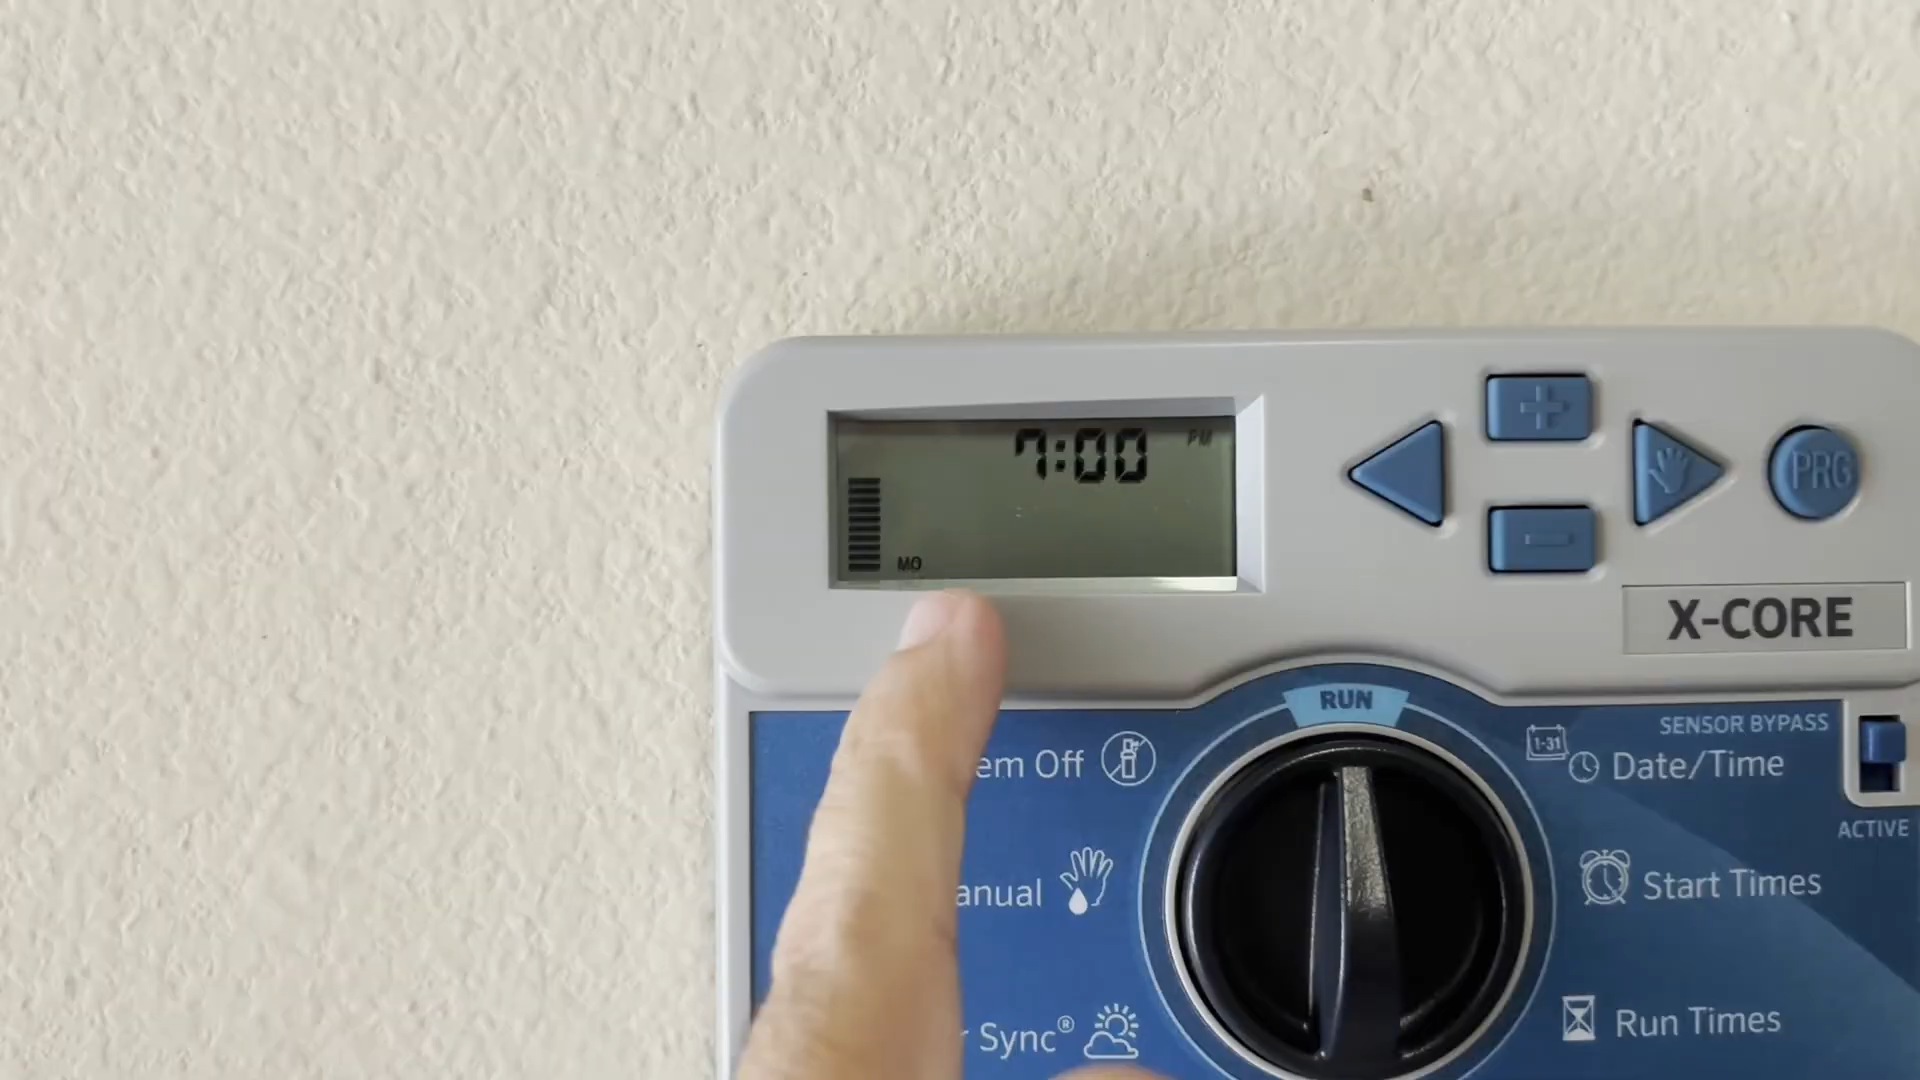 7:00 PM
MO
PRG
X-CORE
RUN
SENSOR BYPASS
em Off
1-31
Date/Time
ACTIVE
anual
Start Times
r Sync®
Run Times